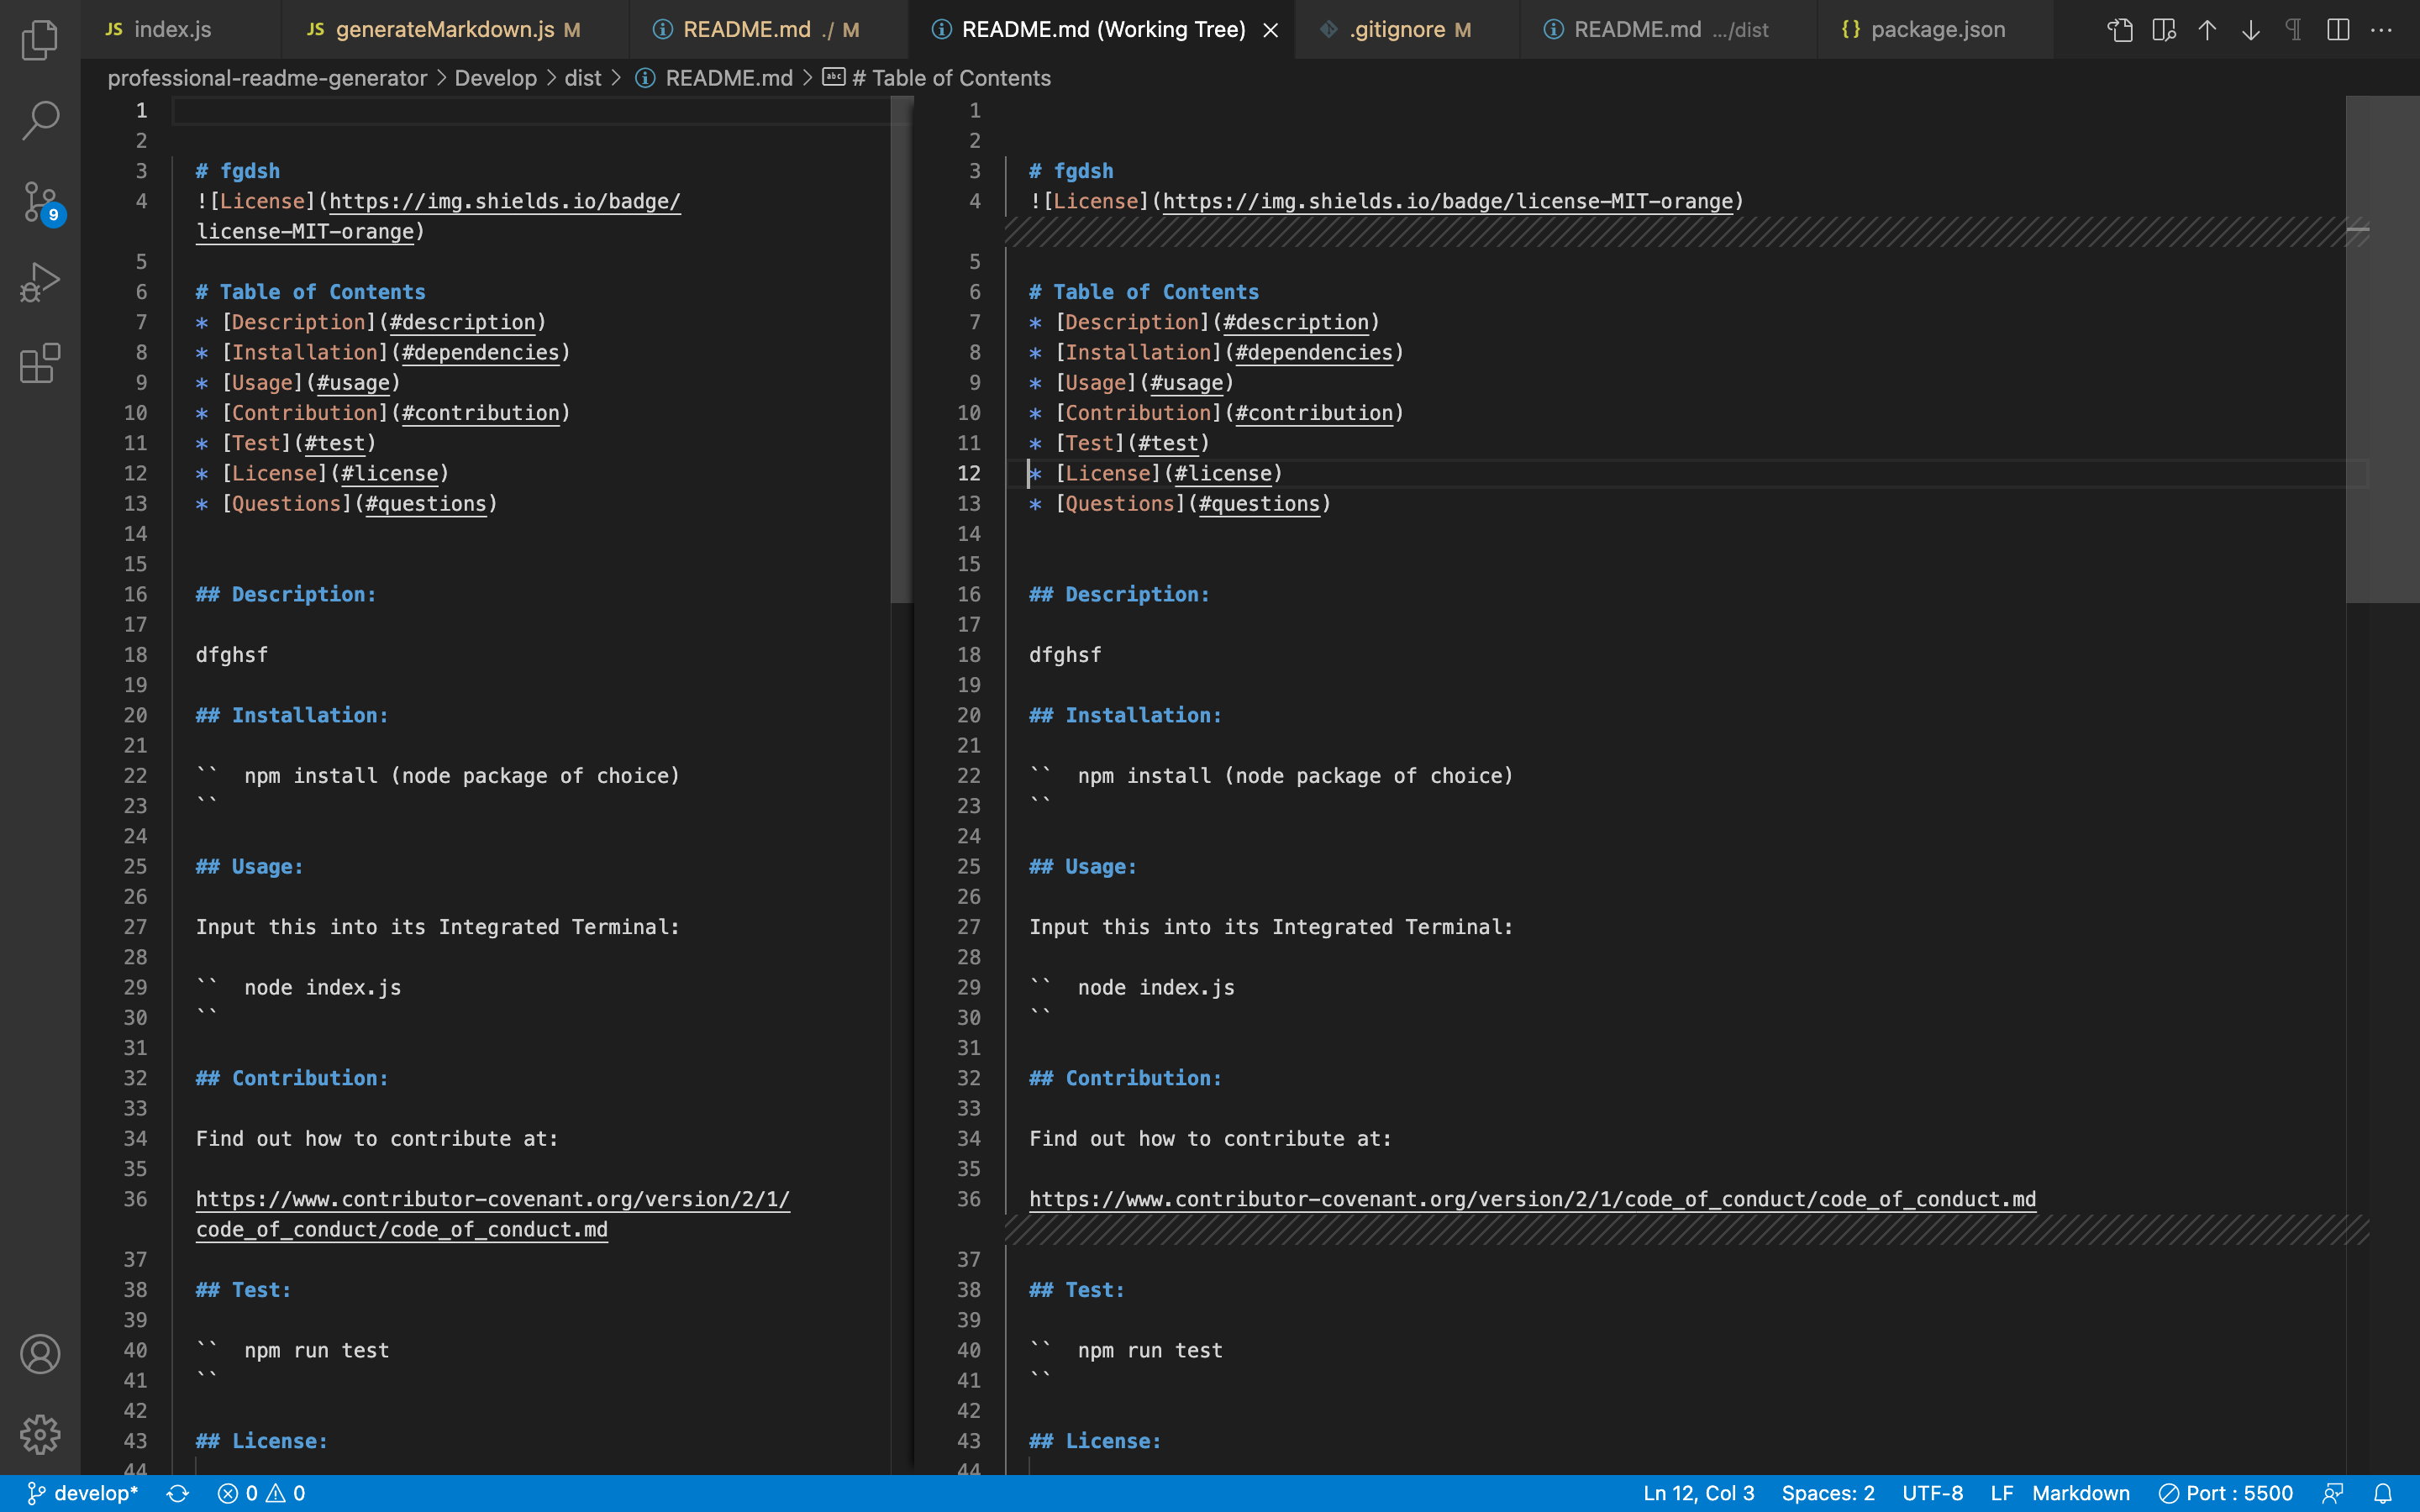 JS index.js JS generateMarkdown.js M README.md ./ M README.md (Working Tree) .gitignore M README.md .../dist {} package.json
professional-readme-generator > Develop > dist > README.md > abc # Table of Contents
9
1
2
3 # fgdsh
4 ![License](https://img.shields.io/badge/
license-MIT-orange)
5
6 # Table of Contents
7 * [Description](#description)
8 * [Installation](#dependencies)
9 * [Usage](#usage)
10 * [Contribution](#contribution)
11 * [Test](#test)
12 * [License](#license)
13 * [Questions](#questions)
14
15
16 ## Description:
17
18 dfghsf
19
20 ## Installation:
21
22 ``  npm install (node package of choice)
23 ``
24
25 ## Usage:
26
27 Input this into its Integrated Terminal:
28
29 ``  node index.js
30 ``
31
32 ## Contribution:
33
34 Find out how to contribute at:
35
36 https://www.contributor-covenant.org/version/2/1/
code_of_conduct/code_of_conduct.md
37
38 ## Test:
39
40 ``  npm run test
41 ``
42
43 ## License:
44
1
2
3 # fgdsh
4 ![License](https://img.shields.io/badge/license-MIT-orange)
5
6 # Table of Contents
7 * [Description](#description)
8 * [Installation](#dependencies)
9 * [Usage](#usage)
10 * [Contribution](#contribution)
11 * [Test](#test)
12 * [License](#license)
13 * [Questions](#questions)
14
15
16 ## Description:
17
18 dfghsf
19
20 ## Installation:
21
22 ``  npm install (node package of choice)
23 ``
24
25 ## Usage:
26
27 Input this into its Integrated Terminal:
28
29 ``  node index.js
30 ``
31
32 ## Contribution:
33
34 Find out how to contribute at:
35
36 https://www.contributor-covenant.org/version/2/1/code_of_conduct/code_of_conduct.md
37
38 ## Test:
39
40 ``  npm run test
41 ``
42
43 ## License:
44
develop* 0 0 Ln 12, Col 3 Spaces: 2 UTF-8 LF Markdown Port : 5500